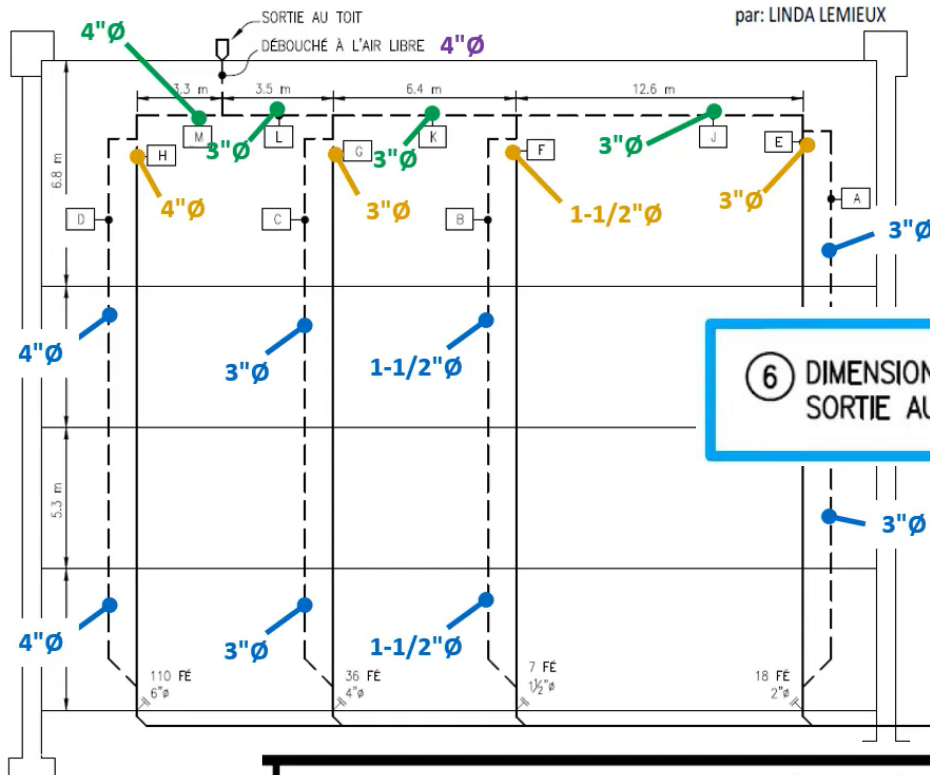 par: LINDA LEMIEUX
SORTIE AU TOIT
4"Ø
DÉBOUCHÉ À L'AIR LIBRE 4"Ø
3.3 m
3.5 m
6.4 m
12.6 m
M
3"Ø
L
3"Ø
K
3"Ø
J
E
H
G
F
6.8 m
4"Ø
3"Ø
1-1/2"Ø
3"Ø
D
C
B
A
3"Ø
4"Ø
3"Ø
1-1/2"Ø
6 DIMENSION
SORTIE AU
5.3 m
3"Ø
4"Ø
3"Ø
1-1/2"Ø
110 FÉ
6"ø
36 FÉ
4"ø
7 FÉ
1½"ø
18 FÉ
2"ø